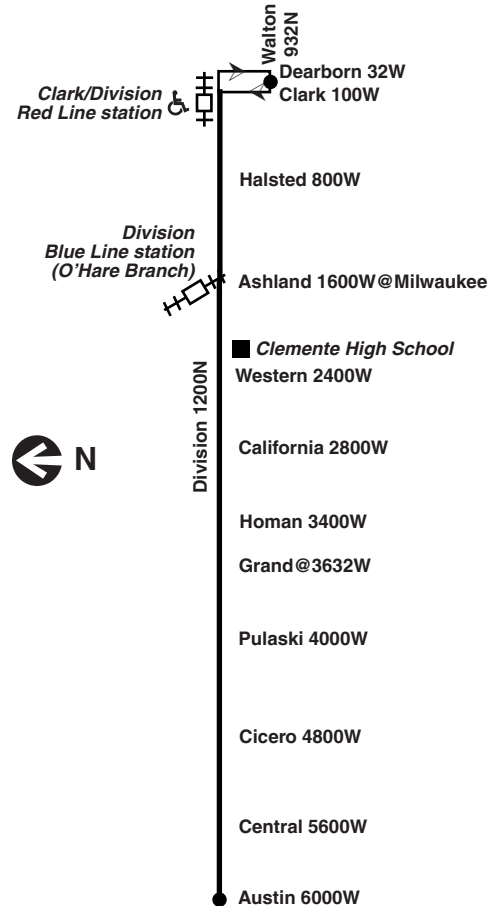 Walton
932N
Dearborn 32W
Clark 100W
Clark/Division
Red Line station
Halsted 800W
Division
Blue Line station
(O'Hare Branch)
Ashland 1600W@Milwaukee
Clemente High School
Western 2400W
Division 1200N
California 2800W
N
Homan 3400W
Grand@3632W
Pulaski 4000W
Cicero 4800W
Central 5600W
Austin 6000W